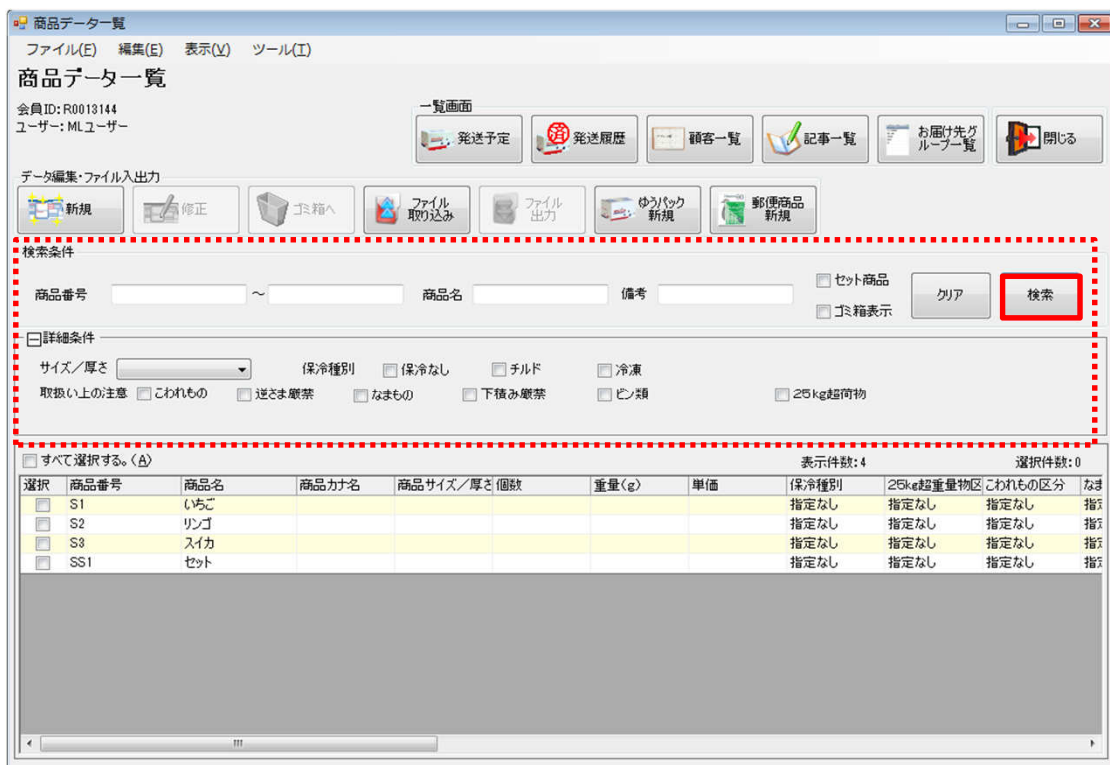 商品データ一覧
ファイル(F) 編集(E) 表示(V) ツール(T)
商品データ一覧
会員ID:R0013144
ユーザー:MLユーザー
一覧画面
発送予定 済 発送履歴 顧客一覧 記事一覧 お届け先グ
ループ一覧 閉じる
データ編集・ファイル入出力
新規 修正 ゴミ箱へ ファイル
取り込み ファイル
出力 ゆうパック
新規 郵便商品
新規
検索条件
商品番号 ～ 商品名 備考 セット商品 クリア 検索
ゴミ箱表示
詳細条件
サイズ/厚さ 保冷種別 保冷なし チルド 冷凍
取扱い上の注意 こわれもの 逆さま厳禁 なまもの 下積み厳禁 ビン類 25kg超荷物
すべて選択する。(A) 表示件数:4 選択件数:0
選択 商品番号 商品名 商品カナ名 商品サイズ/厚さ 個数 重量(g) 単価 保冷種別 25kg超重量物区 こわれもの区分 なま
S1 いちご 指定なし 指定なし 指定なし 指定
S2 リンゴ 指定なし 指定なし 指定なし 指定
S3 スイカ 指定なし 指定なし 指定なし 指定
SS1 セット 指定なし 指定なし 指定なし 指定